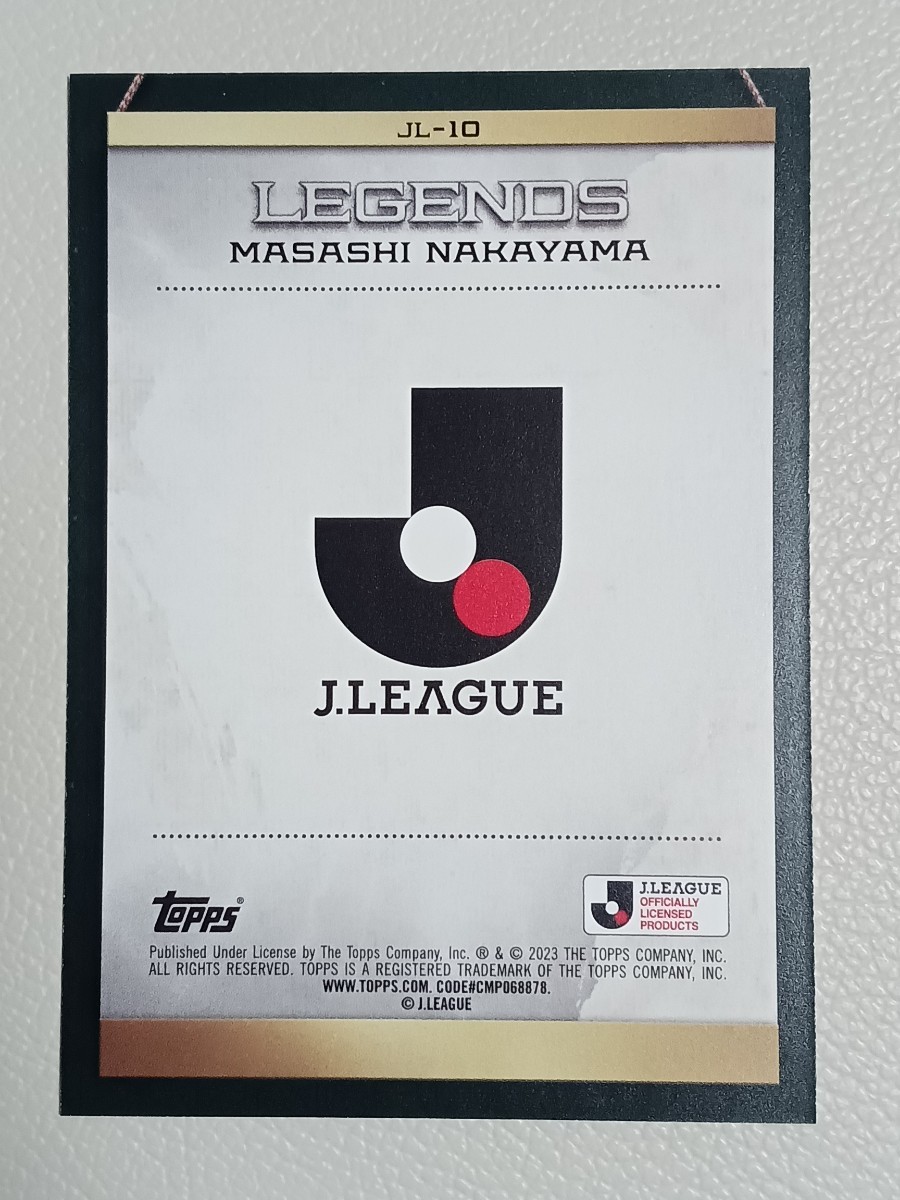 JL-10
LEGENDS
MASASHI NAKAYAMA
J.LEAGUE
topps®
J.LEAGUE
OFFICIALLY
LICENSED
PRODUCTS
Published Under License by The Topps Company, Inc. ® & © 2023 THE TOPPS COMPANY, INC.
ALL RIGHTS RESERVED. TOPPS IS A REGISTERED TRADEMARK OF THE TOPPS COMPANY, INC.
WWW.TOPPS.COM. CODE#CMP068878.
© J.LEAGUE